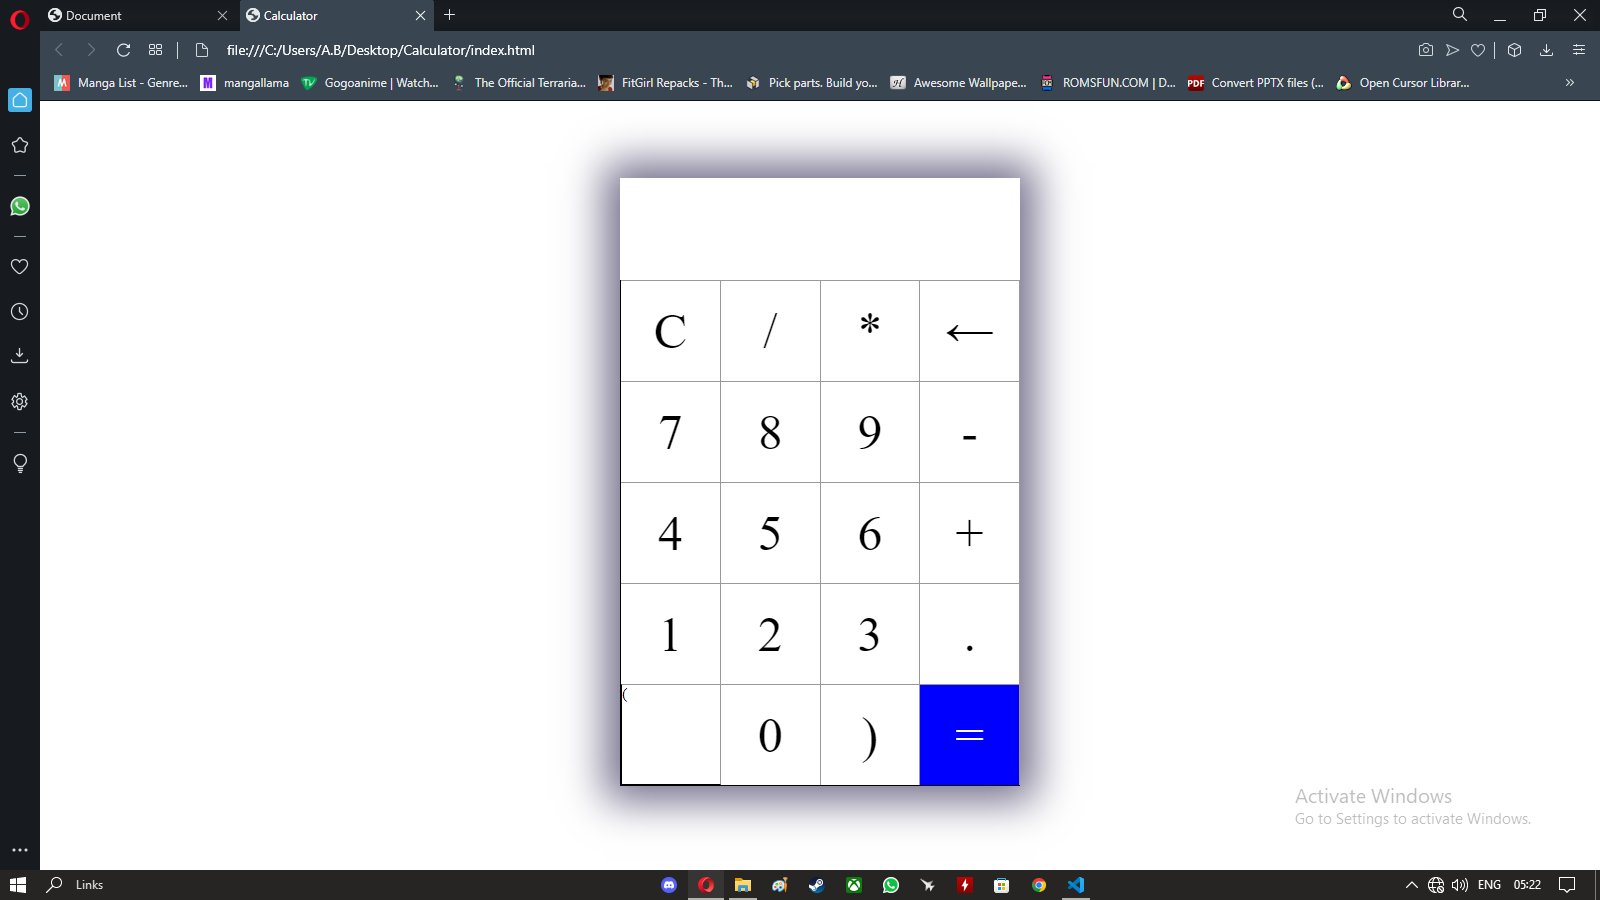 Document
Calculator
file:///C:/Users/A.B/Desktop/Calculator/index.html
Manga List - Genre...
mangallama
Gogoanime | Watch...
The Official Terraria...
FitGirl Repacks - Th...
Pick parts. Build yo...
Awesome Wallpape...
ROMSFUN.COM | D...
Convert PPTX files (...
Open Cursor Librar...
C / * ←
7 8 9 -
4 5 6 +
1 2 3 .
( 0 ) =
Activate Windows
Go to Settings to activate Windows.
Links
ENG
05:22